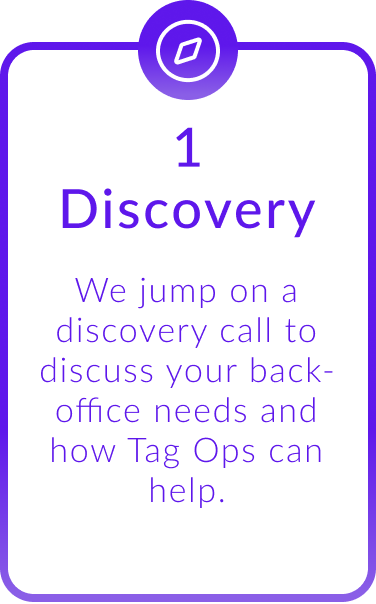 1
Discovery
We jump on a
discovery call to
discuss your back-
office needs and
how Tag Ops can
help.